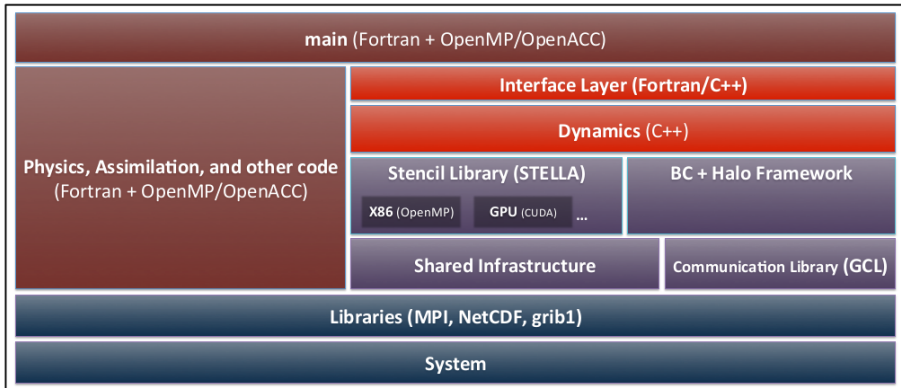 main (Fortran + OpenMP/OpenACC)
Interface Layer (Fortran/C++)
Dynamics (C++)
Physics, Assimilation, and other code
(Fortran + OpenMP/OpenACC)
Stencil Library (STELLA)
BC + Halo Framework
X86 (OpenMP)
GPU (CUDA)
...
Shared Infrastructure
Communication Library (GCL)
Libraries (MPI, NetCDF, grib1)
System